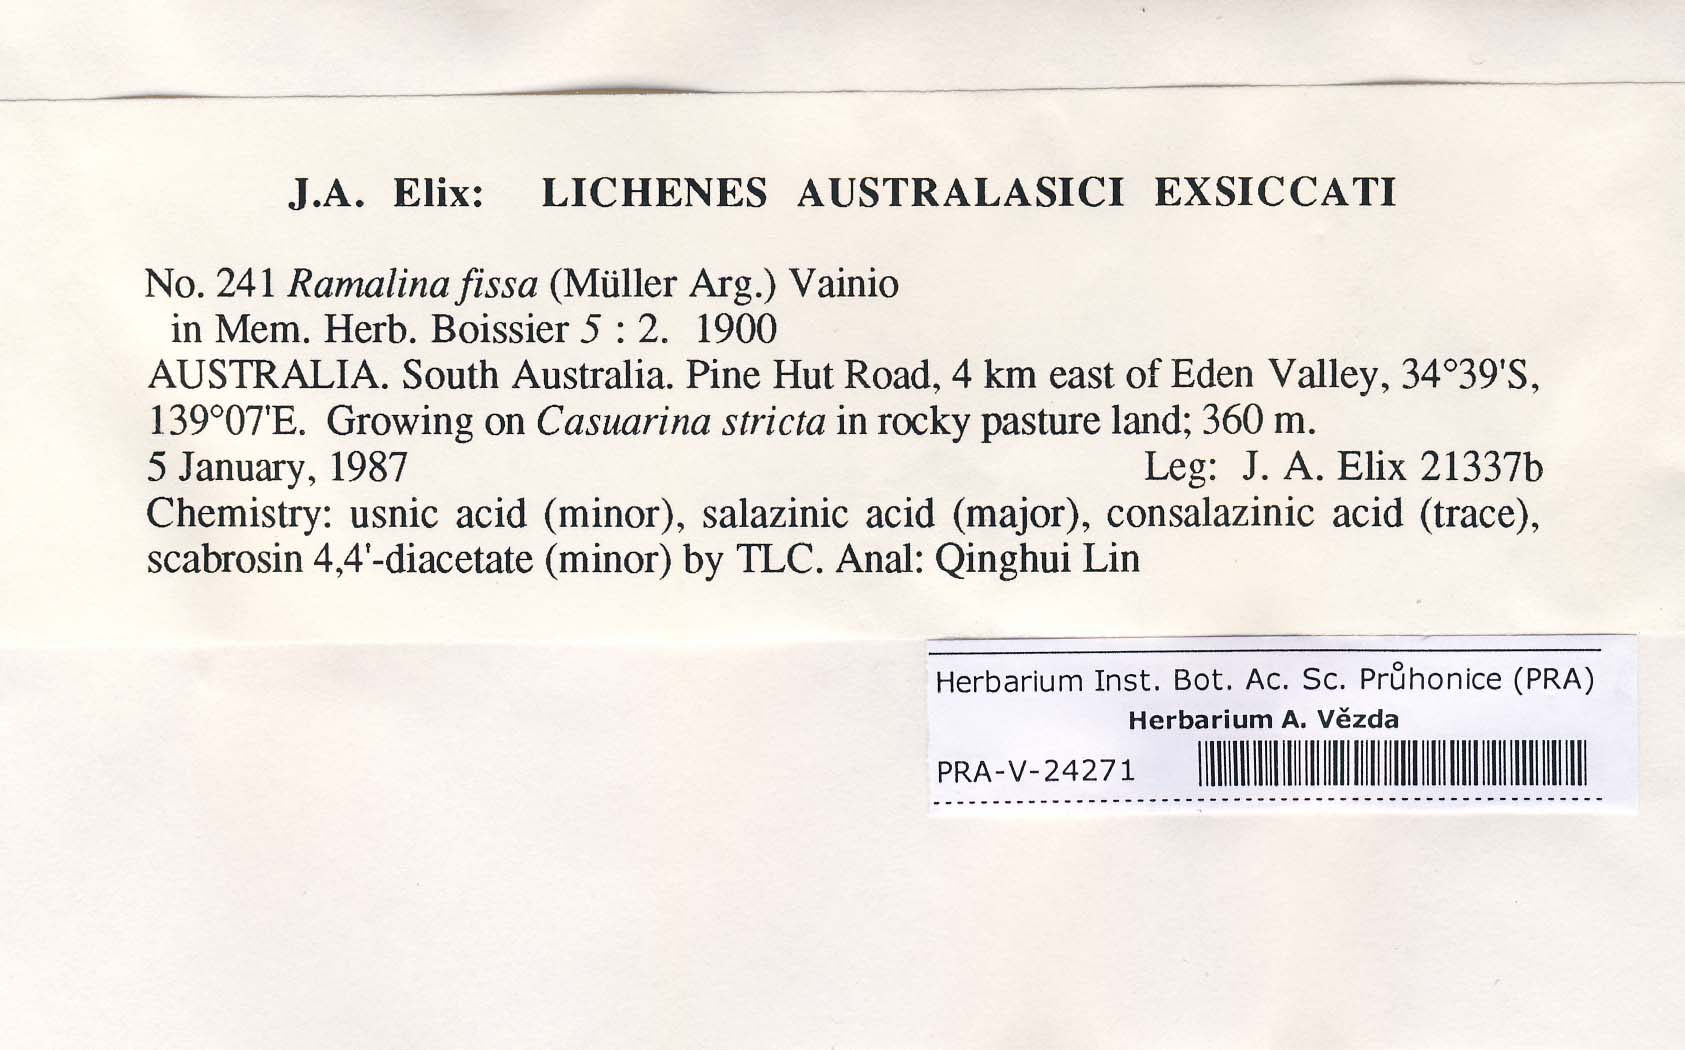 J.A. Elix: LICHENES AUSTRALASICI EXSICCATI
No. 241 Ramalina fissa (Müller Arg.) Vainio
in Mem. Herb. Boissier 5 : 2. 1900
AUSTRALIA. South Australia. Pine Hut Road, 4 km east of Eden Valley, 34°39'S,
139°07'E. Growing on Casuarina stricta in rocky pasture land; 360 m.
5 January, 1987 Leg: J. A. Elix 21337b
Chemistry: usnic acid (minor), salazinic acid (major), consalazinic acid (trace),
scabrosin 4,4'-diacetate (minor) by TLC. Anal: Qinghui Lin
Herbarium Inst. Bot. Ac. Sc. Průhonice (PRA)
Herbarium A. Vězda
PRA-V-24271